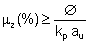 μz(%) ≥ ∅ / (kp au)